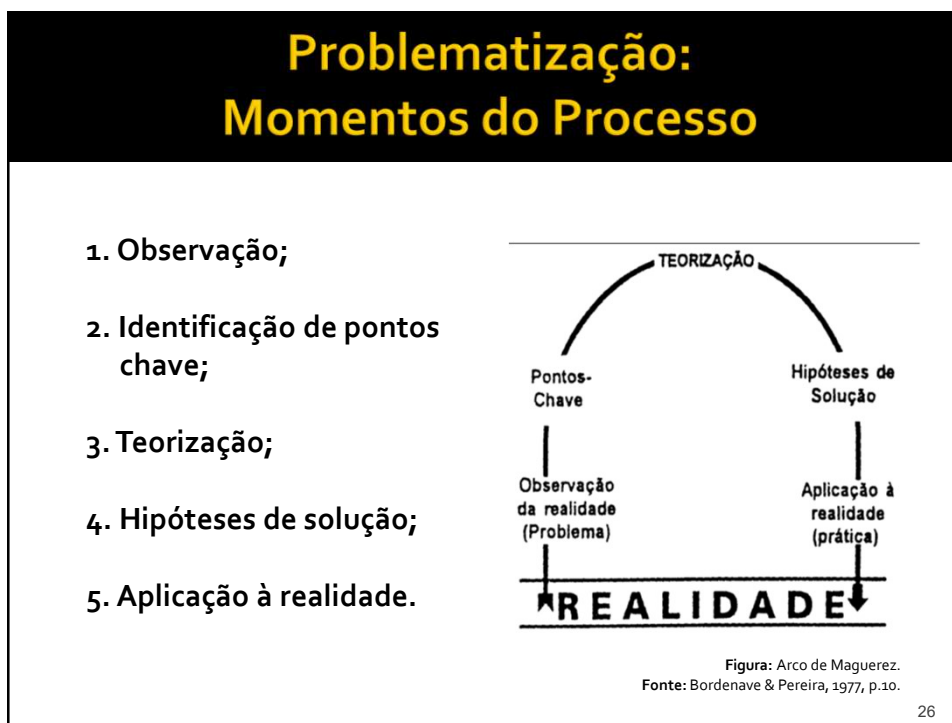 Problematização:
Momentos do Processo
1. Observação;
2. Identificação de pontos
chave;
3. Teorização;
4. Hipóteses de solução;
5. Aplicação à realidade.
TEORIZAÇÃO
Pontos-
Chave
Hipóteses de
Solução
Observação
da realidade
(Problema)
Aplicação à
realidade
(prática)
REALIDADE
Figura: Arco de Maguerez.
Fonte: Bordenave & Pereira, 1977, p.10.
26